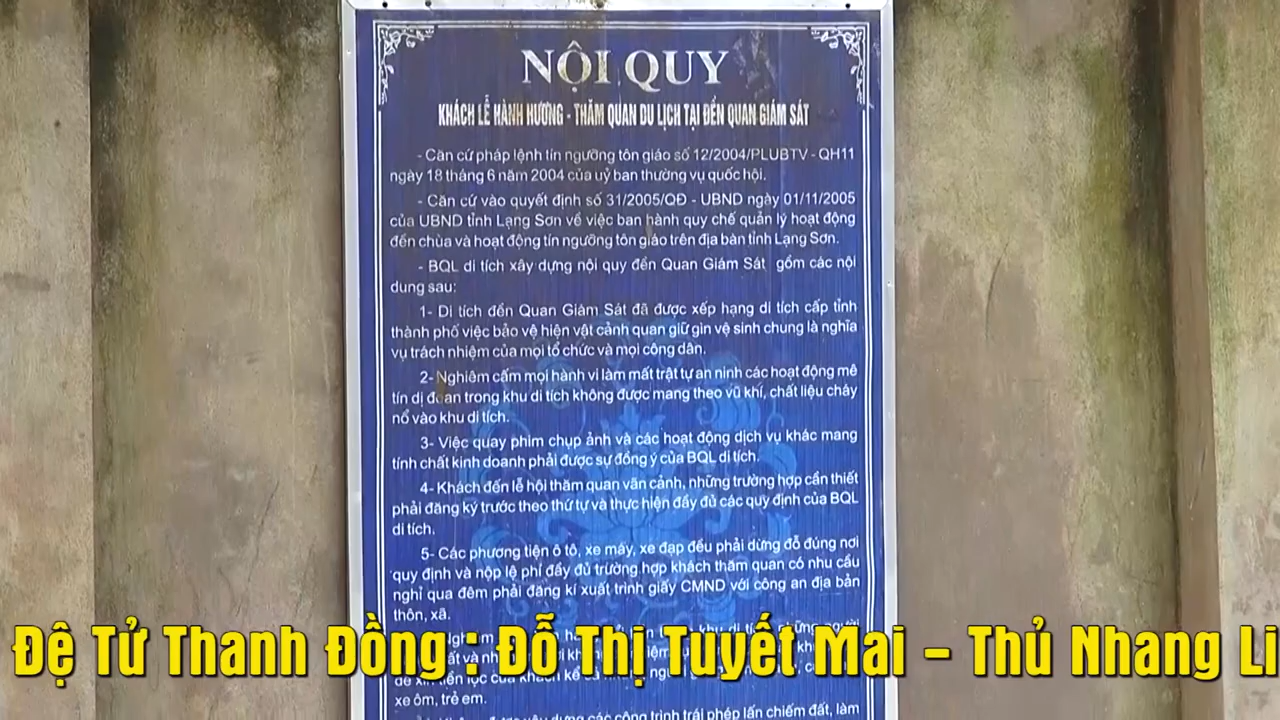 NỘI QUY
KHÁCH LỄ HÀNH HƯƠNG - THĂM QUAN DU LỊCH TẠI ĐỀN QUAN GIÁM SÁT
- Căn cứ pháp lệnh tín ngưỡng tôn giáo số 12/2004/PLUBTV - QH11
ngày 18 tháng 6 năm 2004 của uỷ ban thường vụ quốc hội.
- Căn cứ vào quyết định số 31/2005/QĐ - UBND ngày 01/11/2005
của UBND tỉnh Lạng Sơn về việc ban hành quy chế quản lý hoạt động
đền chùa và hoạt động tín ngưỡng tôn giáo trên địa bàn tỉnh Lạng Sơn.
- BQL di tích xây dựng nội quy đền Quan Giám Sát gồm các nội
dung sau:
1- Di tích đền Quan Giám Sát đã được xếp hạng di tích cấp tỉnh
thành phố việc bảo vệ hiện vật cảnh quan giữ gìn vệ sinh chung là nghĩa
vụ trách nhiệm của mọi tổ chức và mọi công dân.
2- Nghiêm cấm mọi hành vi làm mất trật tự an ninh các hoạt động mê
tín dị đoan trong khu di tích không được mang theo vũ khí, chất liệu cháy
nổ vào khu di tích.
3- Việc quay phim chụp ảnh và các hoạt động dịch vụ khác mang
tính chất kinh doanh phải được sự đồng ý của BQL di tích.
4- Khách đến lễ hội thăm quan vãn cảnh, những trường hợp cần thiết
phải đăng ký trước theo thứ tự và thực hiện đầy đủ các quy định của BQL
di tích.
5- Các phương tiện ô tô, xe máy, xe đạp đều phải dừng đỗ đúng nơi
quy định và nộp lệ phí đầy đủ trường hợp khách thăm quan có nhu cầu
nghỉ qua đêm phải đăng kí xuất trình giấy CMND với công an địa bàn
thôn, xã.
Đệ Tử Thanh Đồng : Đỗ Thị Tuyết Mai - Thủ Nhang Li
xe ôm, trẻ em.
được xây dựng các công trình trái phép lấn chiếm đất, làm